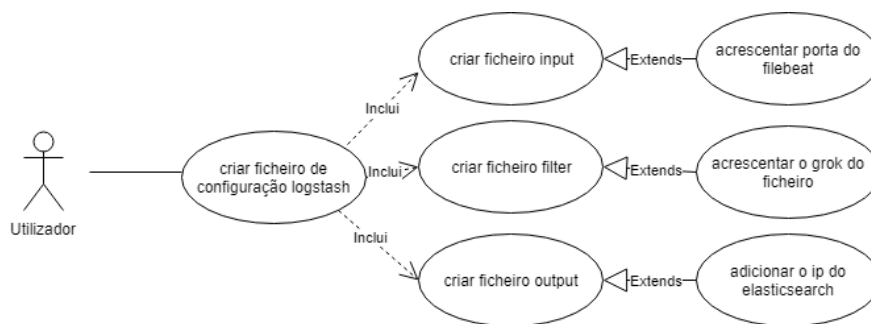 criar ficheiro input
Extends
acrescentar porta do
filebeat
Inclui
Utilizador
criar ficheiro de
configuração logstash
Inclui
criar ficheiro filter
Extends
acrescentar o grok do
ficheiro
Inclui
criar ficheiro output
Extends
adicionar o ip do
elasticsearch